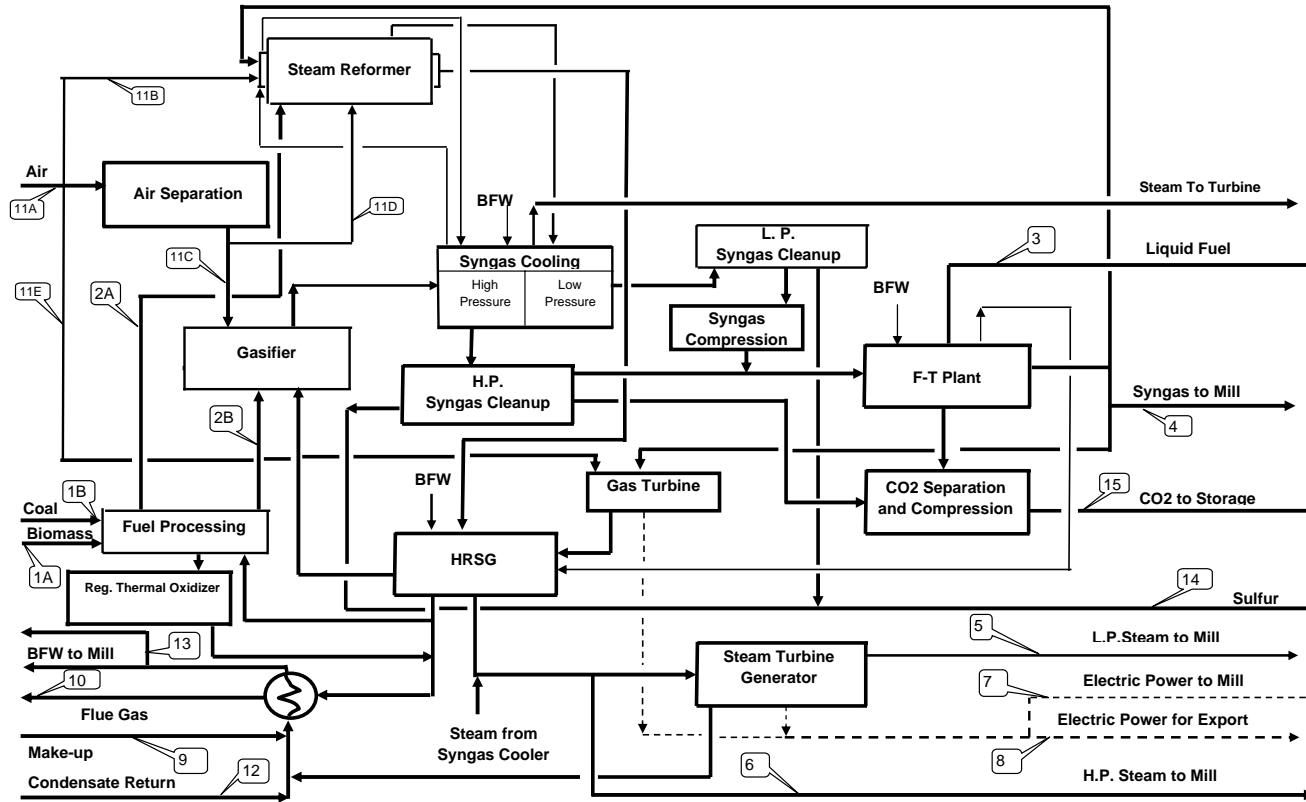 Steam Reformer
11B
Air
Air Separation
11A
11D
BFW
Steam To Turbine
L. P.
Syngas Cleanup
3
Liquid Fuel
11C
Syngas Cooling
High
Pressure
Low
Pressure
11E
2A
BFW
Syngas
Compression
Gasifier
F-T Plant
H.P.
Syngas Cleanup
Syngas to Mill
4
2B
BFW
Gas Turbine
CO2 Separation
and Compression
15
CO2 to Storage
1B
Coal
Fuel Processing
Biomass
HRSG
1A
Reg. Thermal Oxidizer
14
Sulfur
5
L.P.Steam to Mill
13
BFW to Mill
Steam Turbine
Generator
10
7
Electric Power to Mill
Flue Gas
Electric Power for Export
Steam from
Syngas Cooler
9
Make-up
8
Condensate Return
12
6
H.P. Steam to Mill